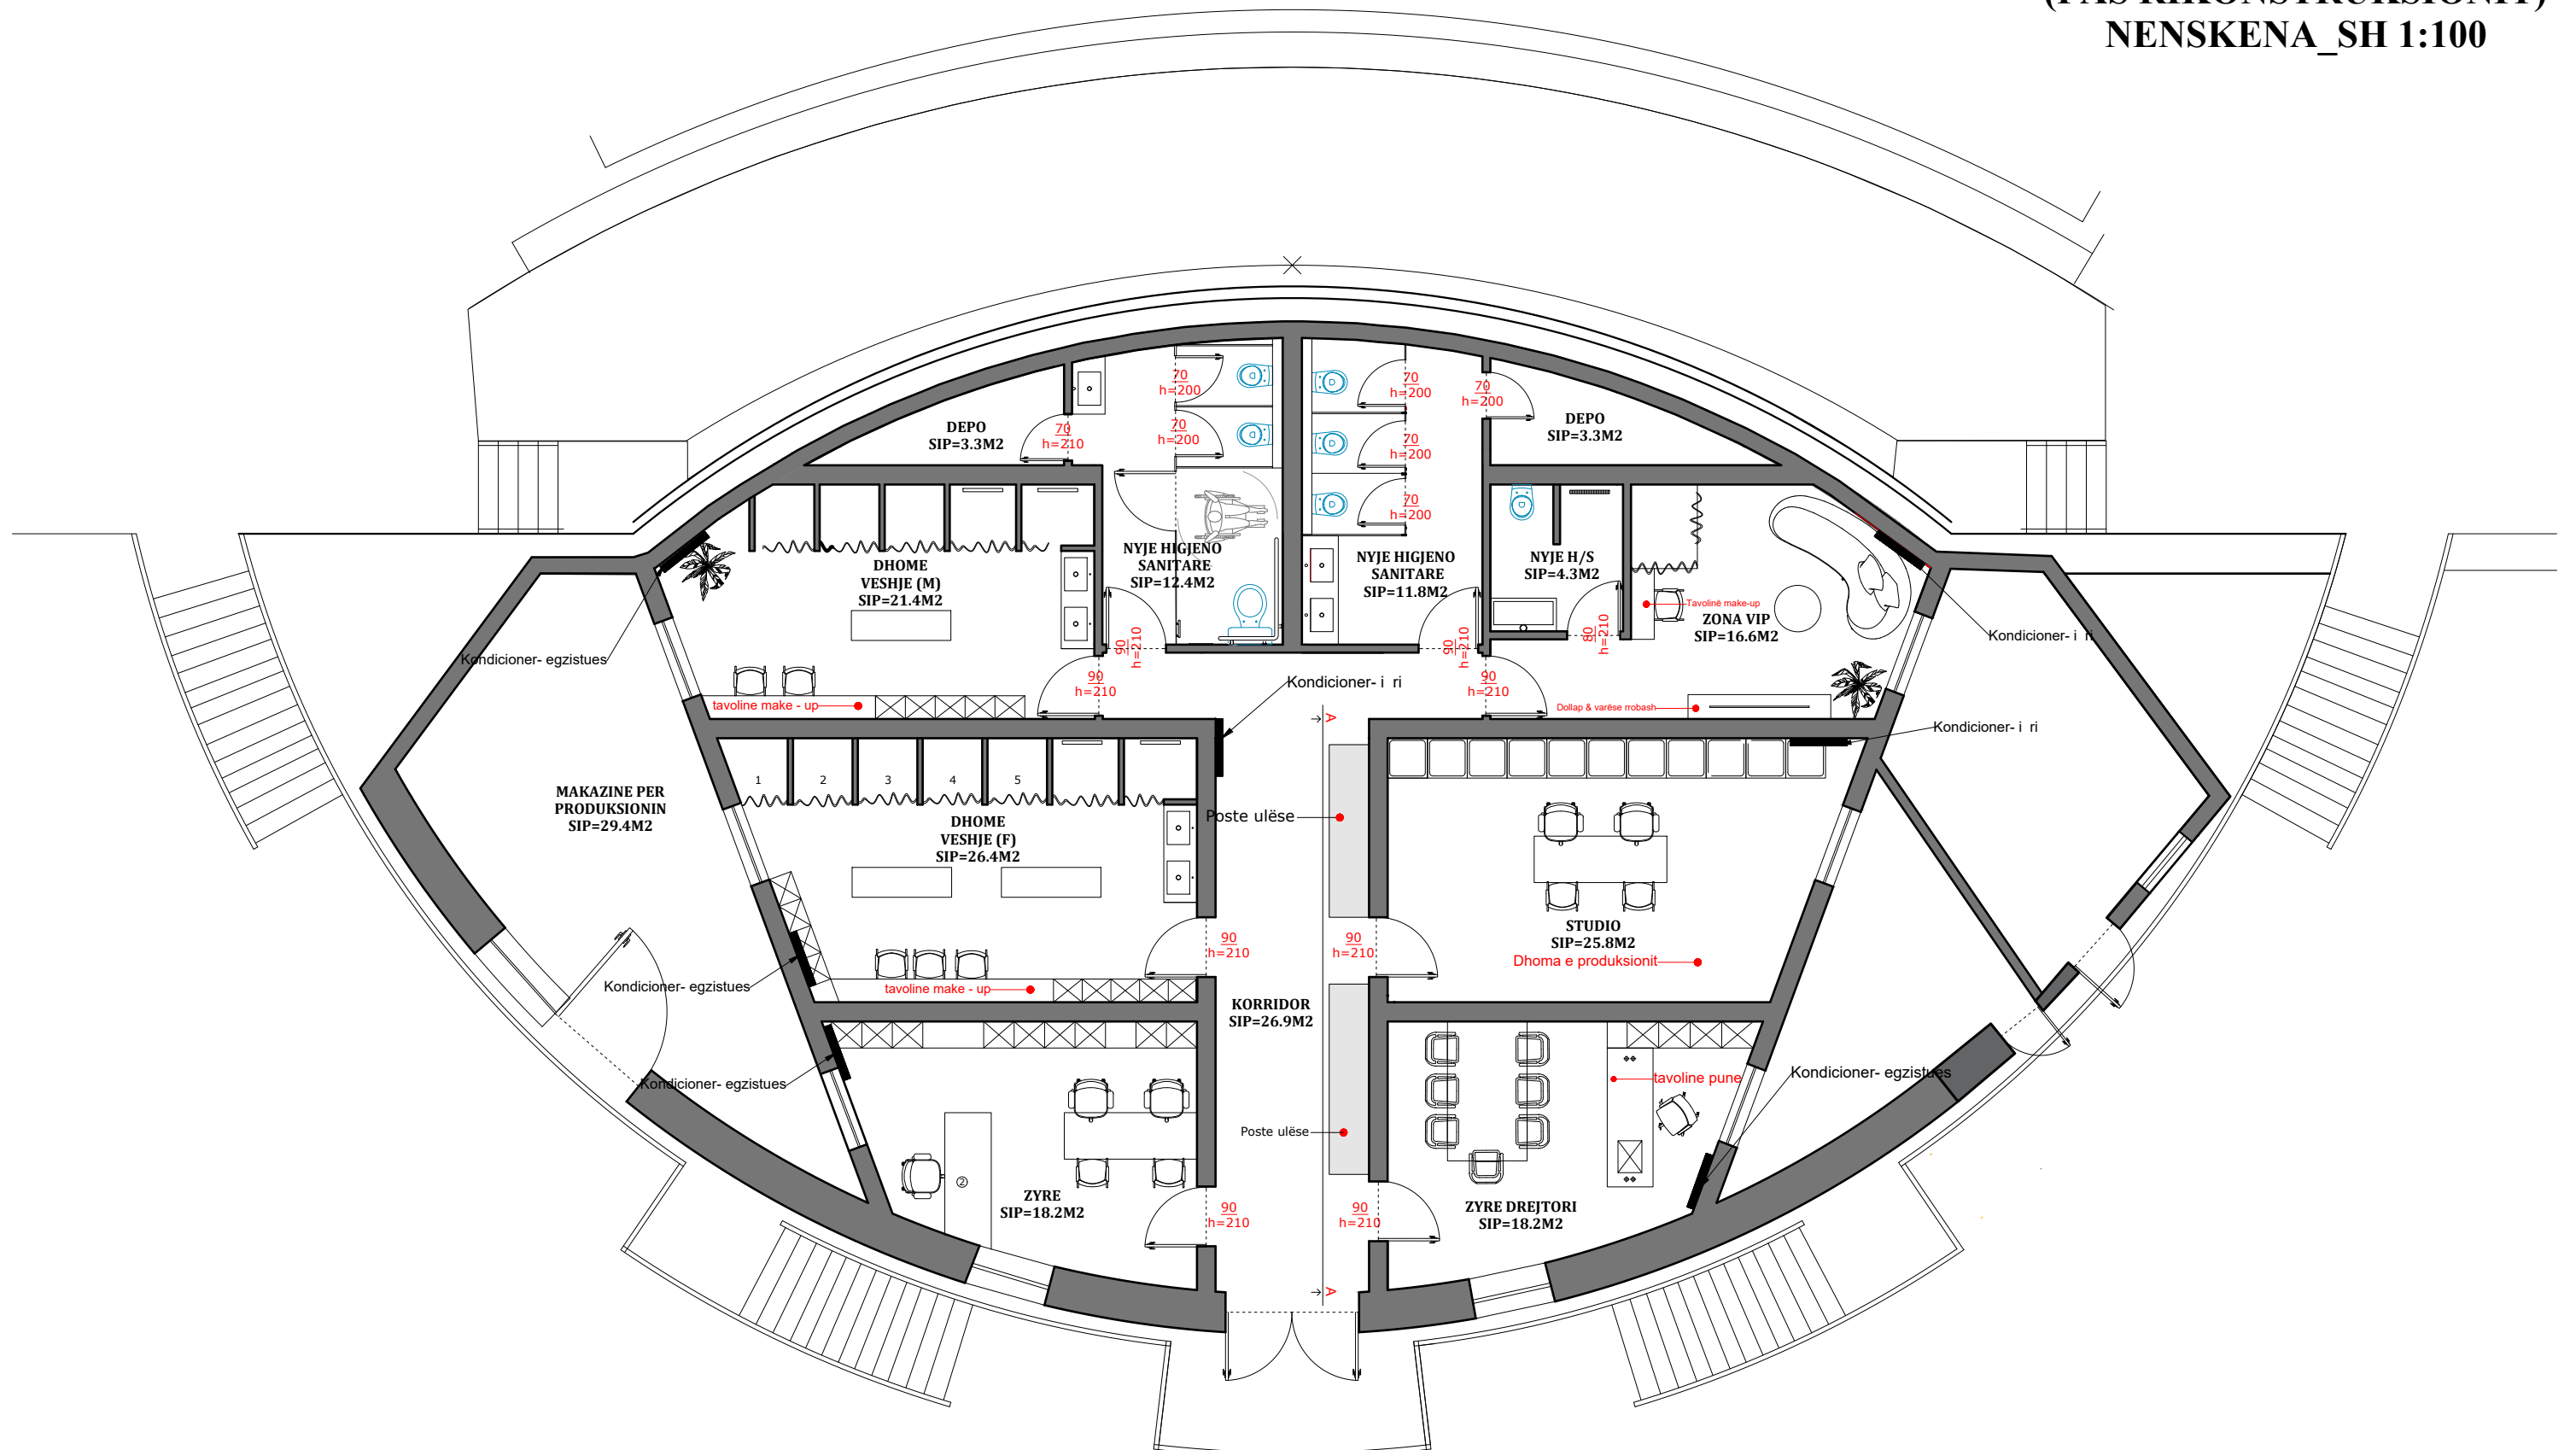 (PAS RIKONSTRUKSIONIT)
NENSKENA_SH 1:100
70
h=200
70
h=200
70
h=200
DEPO
SIP=3.3M2
70
h=210
70
h=200
70
h=200
DEPO
SIP=3.3M2
70
h=200
DHOME
VESHJE (M)
SIP=21.4M2
NYJE HIGJENO
SANITARE
SIP=12.4M2
NYJE HIGJENO
SANITARE
SIP=11.8M2
NYJE H/S
SIP=4.3M2
Tavolinë make-up
ZONA VIP
SIP=16.6M2
Kondicioner- i ri
Kondicioner- egzistues
90
h=210
90
h=210
80
h=210
90
h=210
90
h=210
Kondicioner- i ri
tavoline make - up
Dollap & varëse rrobash
A
Kondicioner- i ri
1
2
3
4
5
MAKAZINE PER
PRODUKSIONIN
SIP=29.4M2
DHOME
VESHJE (F)
SIP=26.4M2
Poste ulëse
STUDIO
SIP=25.8M2
Dhoma e produksionit
90
h=210
90
h=210
Kondicioner- egzistues
tavoline make - up
KORRIDOR
SIP=26.9M2
Kondicioner- egzistues
tavoline pune
Kondicioner- egzistues
Poste ulëse
2
ZYRE
SIP=18.2M2
90
h=210
90
h=210
ZYRE DREJTORI
SIP=18.2M2
A